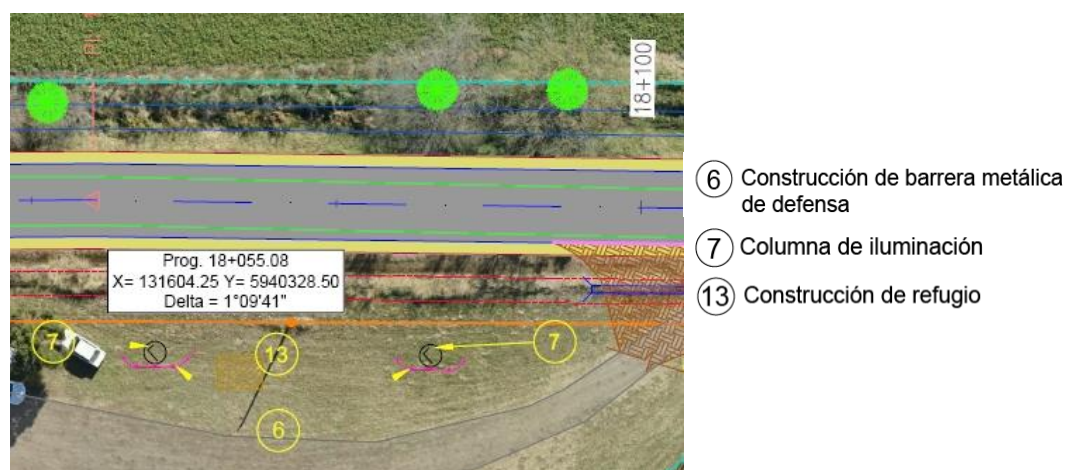 18+100
Prog. 18+055.08
X= 131604.25 Y= 5940328.50
Delta = 1°09'41"
7
13
7
6
6 Construcción de barrera metálica
de defensa
7 Columna de iluminación
13 Construcción de refugio